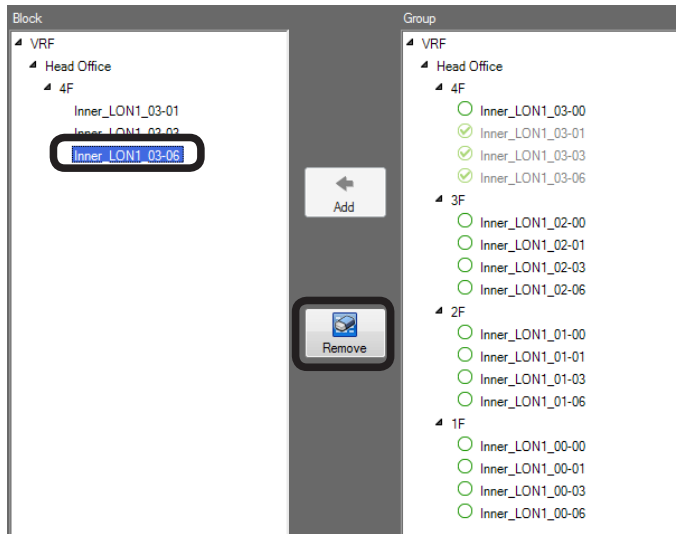 Block
VRF
Head Office
4F
Inner_LON1_03-01
Inner_LON1_03-03
Inner_LON1_03-06
Add
Remove
Group
VRF
Head Office
4F
Inner_LON1_03-00
Inner_LON1_03-01
Inner_LON1_03-03
Inner_LON1_03-06
3F
Inner_LON1_02-00
Inner_LON1_02-01
Inner_LON1_02-03
Inner_LON1_02-06
2F
Inner_LON1_01-00
Inner_LON1_01-01
Inner_LON1_01-03
Inner_LON1_01-06
1F
Inner_LON1_00-00
Inner_LON1_00-01
Inner_LON1_00-03
Inner_LON1_00-06